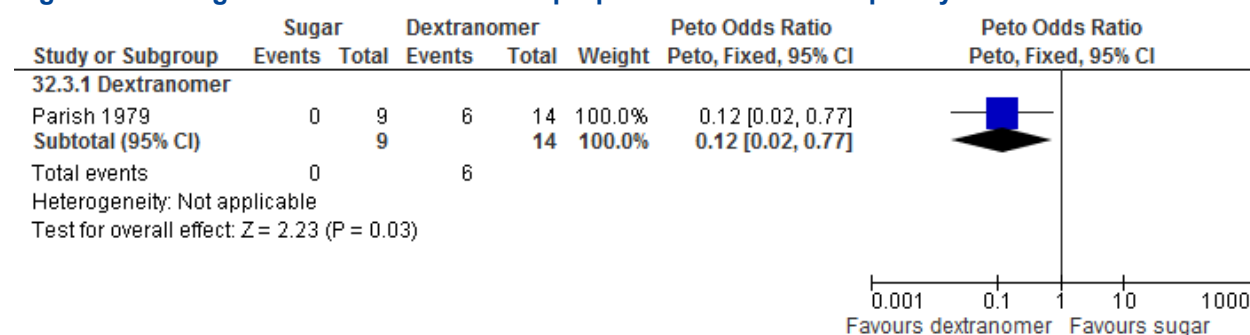 Sugar Dextranomer Peto Odds Ratio Peto Odds Ratio
Study or Subgroup Events Total Events Total Weight Peto, Fixed, 95% CI Peto, Fixed, 95% CI
32.3.1 Dextranomer
Parish 1979 0 9 6 14 100.0% 0.12 [0.02, 0.77]
Subtotal (95% CI) 9 14 100.0% 0.12 [0.02, 0.77]
Total events 0 6
Heterogeneity: Not applicable
Test for overall effect: Z = 2.23 (P = 0.03)
0.001 0.1 1 10 1000
Favours dextranomer Favours sugar